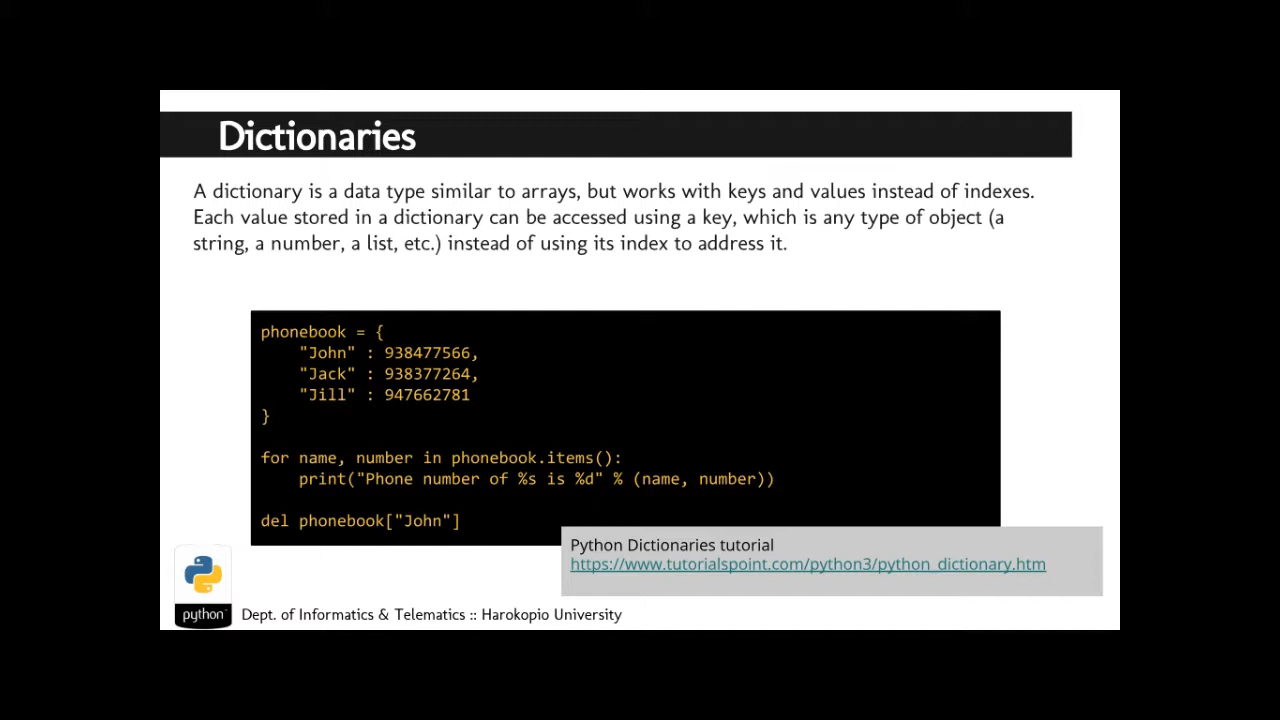 Dictionaries
A dictionary is a data type similar to arrays, but works with keys and values instead of indexes.
Each value stored in a dictionary can be accessed using a key, which is any type of object (a
string, a number, a list, etc.) instead of using its index to address it.
phonebook = {
    "John" : 938477566,
    "Jack" : 938377264,
    "Jill" : 947662781
}
for name, number in phonebook.items():
    print("Phone number of %s is %d" % (name, number))
del phonebook["John"]
Python Dictionaries tutorial
https://www.tutorialspoint.com/python3/python_dictionary.htm
python
Dept. of Informatics & Telematics :: Harokopio University